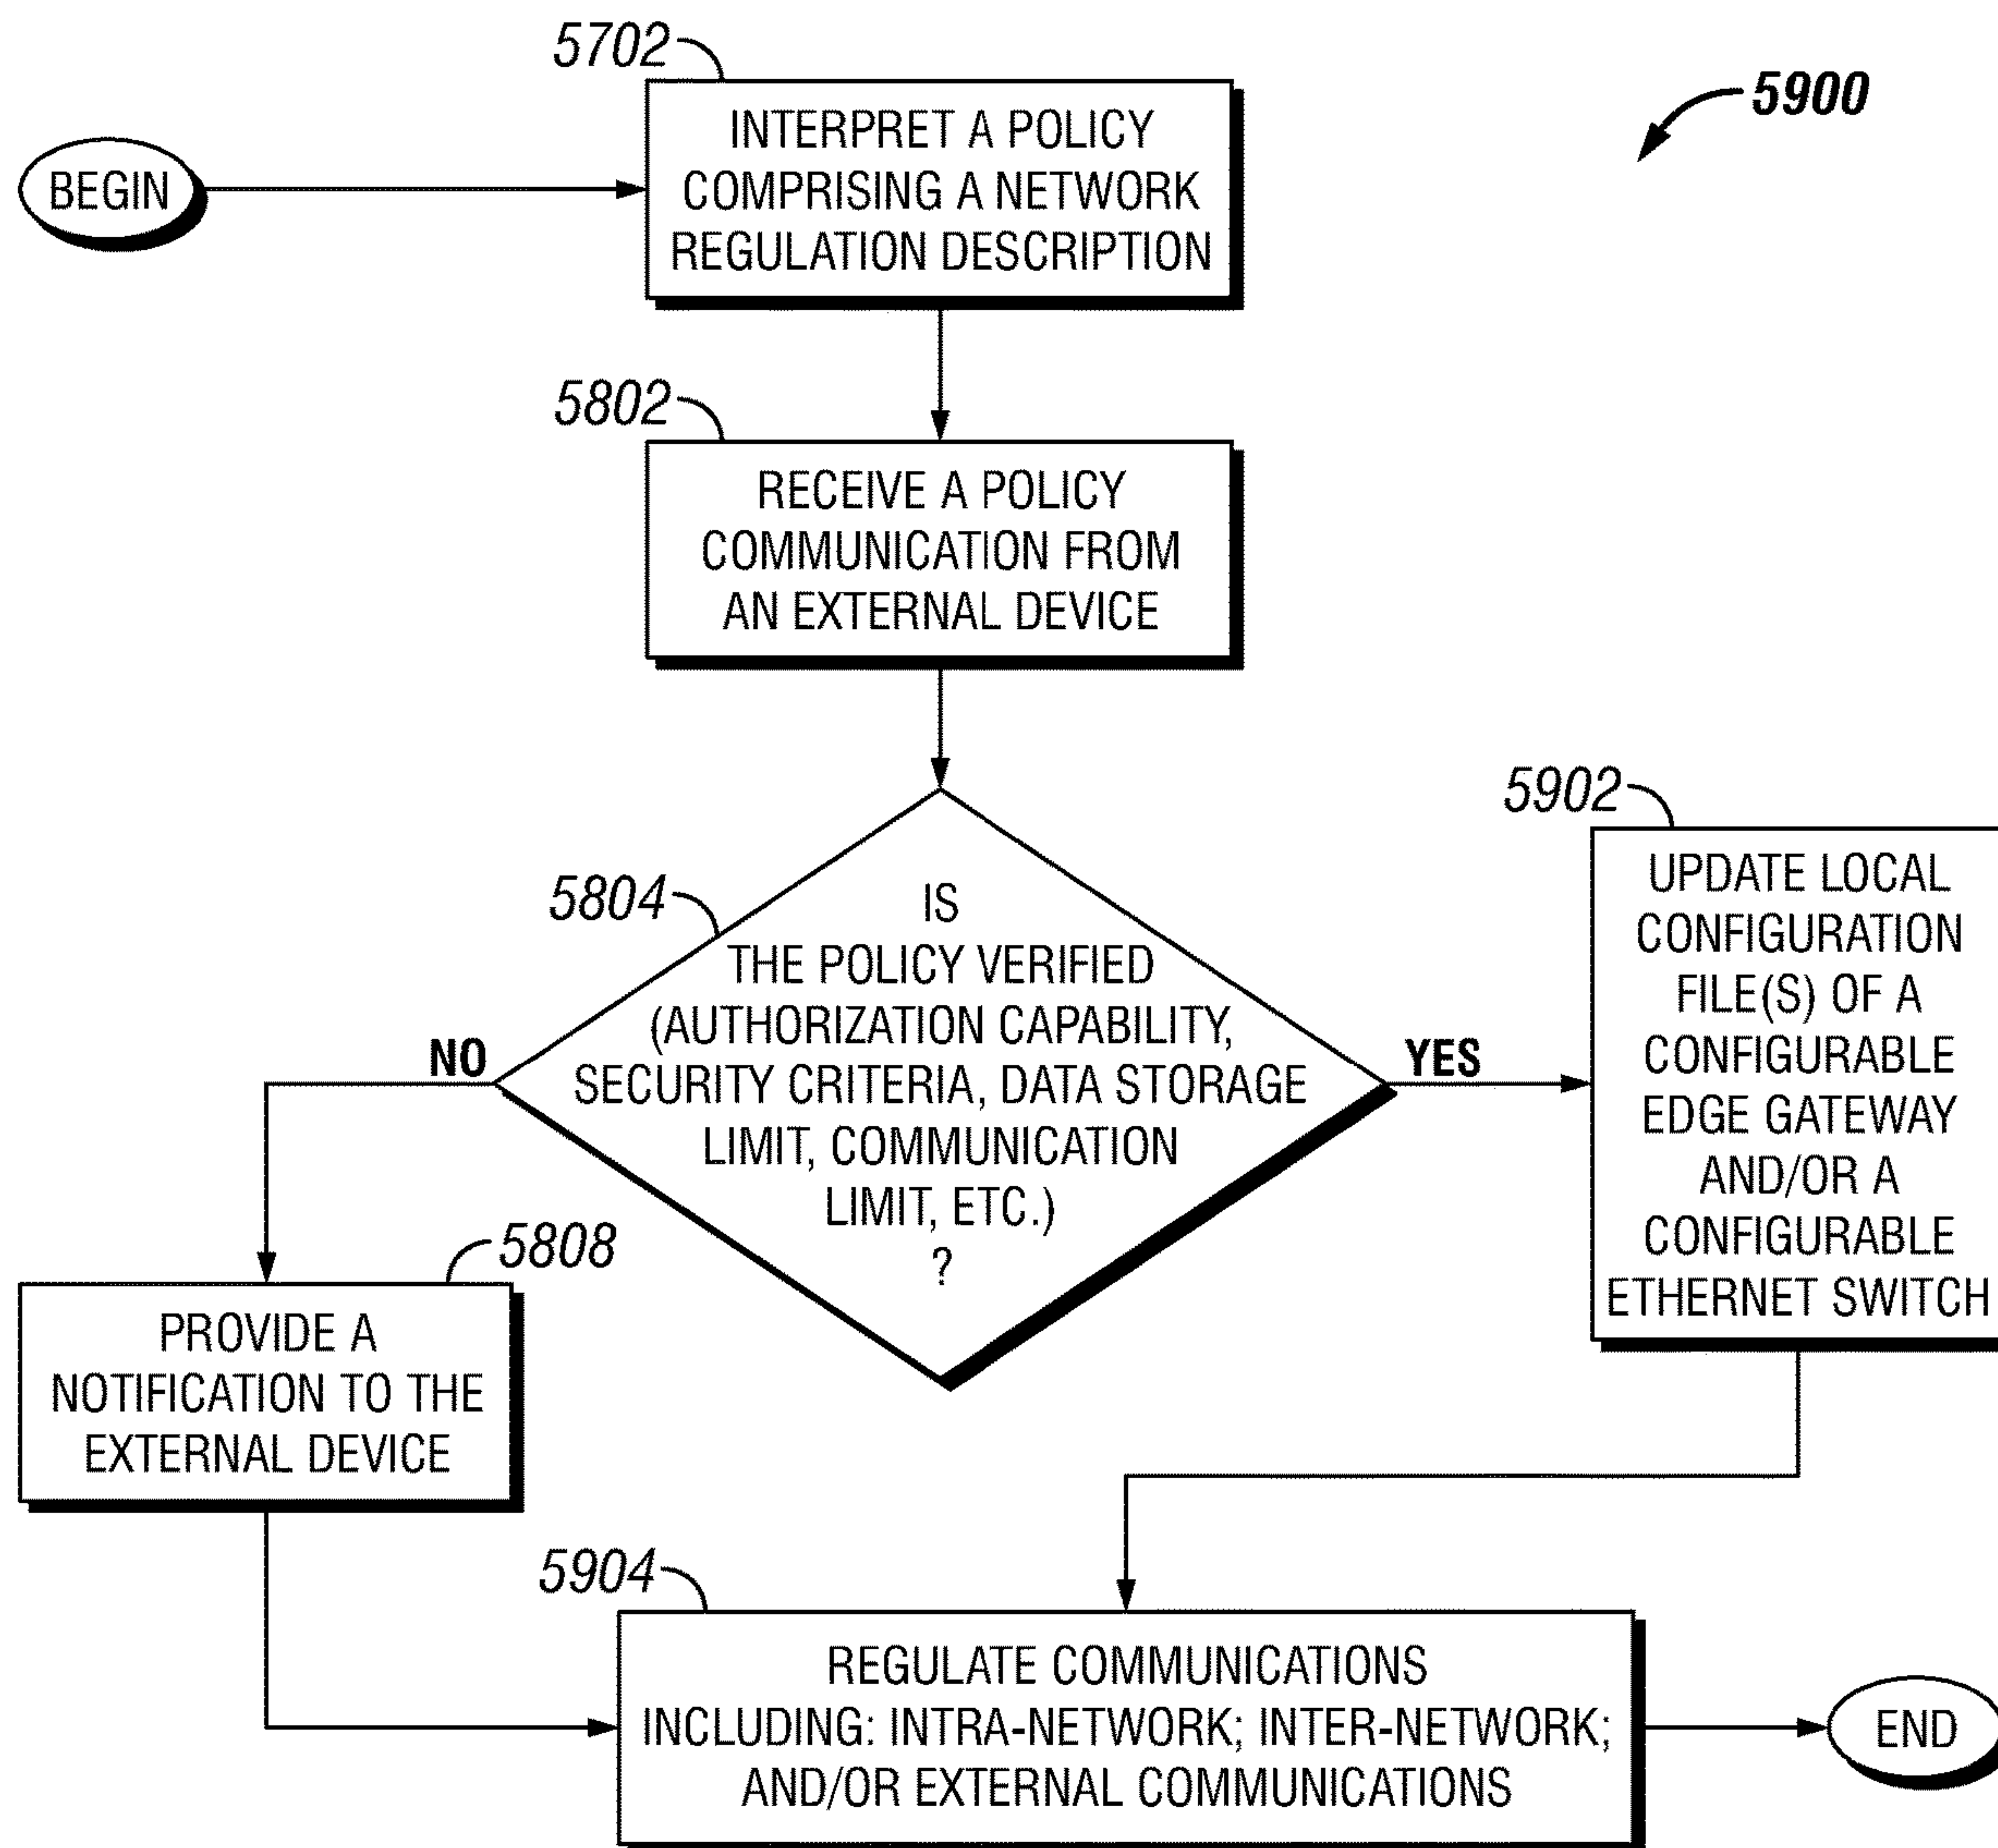 5702
5900
BEGIN
INTERPRET A POLICY
COMPRISING A NETWORK
REGULATION DESCRIPTION
5802
RECEIVE A POLICY
COMMUNICATION FROM
AN EXTERNAL DEVICE
5804
IS
THE POLICY VERIFIED
(AUTHORIZATION CAPABILITY,
SECURITY CRITERIA, DATA STORAGE
LIMIT, COMMUNICATION
LIMIT, ETC.)
?
NO
YES
5902
UPDATE LOCAL
CONFIGURATION
FILE(S) OF A
CONFIGURABLE
EDGE GATEWAY
AND/OR A
CONFIGURABLE
ETHERNET SWITCH
5808
PROVIDE A
NOTIFICATION TO THE
EXTERNAL DEVICE
5904
REGULATE COMMUNICATIONS
INCLUDING: INTRA-NETWORK; INTER-NETWORK;
AND/OR EXTERNAL COMMUNICATIONS
END